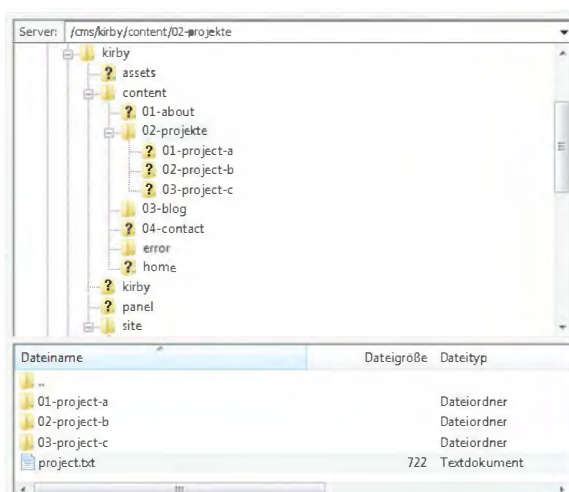 Server: /cms/kirby/content/02-projekte
kirby
? assets
content
? 01-about
02-projekte
? 01-project-a
? 02-project-b
? 03-project-c
03-blog
? 04-contact
error
? home
? kirby
? panel
site
Dateiname Dateigröße Dateityp
..
01-project-a Dateiordner
02-project-b Dateiordner
03-project-c Dateiordner
project.txt 722 Textdokument